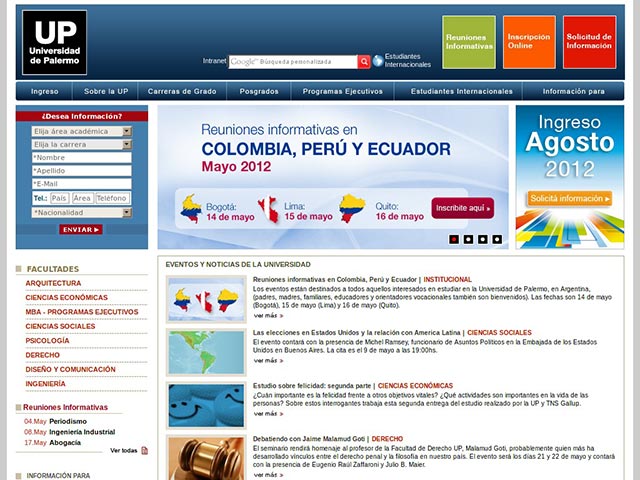 UP
Universidad
de Palermo
Intranet
Google™ Búsqueda personalizada
Estudiantes
Internacionales
Reuniones
Informativas
Inscripción
Online
Solicitud de
Información
Ingreso
Sobre la UP
Carreras de Grado
Posgrados
Programas Ejecutivos
Estudiantes Internacionales
Información para
¿Desea Información?
Elija área académica
Elija la carrera
*Nombre
*Apellido
*E-Mail
Tel.: País Área Teléfono
*Nacionalidad
ENVIAR
Reuniones informativas en
COLOMBIA, PERÚ Y ECUADOR
Mayo 2012
Bogotá:
14 de mayo
Lima:
15 de mayo
Quito:
16 de mayo
Inscribite aquí »
Ingreso
Agosto
2012
Solicitá información
FACULTADES
ARQUITECTURA
CIENCIAS ECONÓMICAS
MBA - PROGRAMAS EJECUTIVOS
CIENCIAS SOCIALES
PSICOLOGÍA
DERECHO
DISEÑO Y COMUNICACIÓN
INGENIERÍA
Reuniones Informativas
04.May Periodismo
08.May Ingeniería Industrial
17.May Abogacía
Ver todas
INFORMACIÓN PARA
EVENTOS Y NOTICIAS DE LA UNIVERSIDAD
Reuniones informativas en Colombia, Perú y Ecuador | INSTITUCIONAL
Los eventos están destinados a todos aquellos interesados en estudiar en la Universidad de Palermo, en Argentina,
(padres, madres, familiares, educadores y orientadores vocacionales también son bienvenidos). Las fechas son 14 de mayo
(Bogotá), 15 de mayo (Lima) y 16 de mayo (Quito).
ver más »
Las elecciones en Estados Unidos y la relación con America Latina | CIENCIAS SOCIALES
El evento contará con la presencia de Michel Ramsey, funcionario de Asuntos Políticos en la Embajada de los Estados
Unidos en Buenos Aires. La cita es el 9 de mayo a las 19:00hs.
ver más »
Estudio sobre felicidad: segunda parte | CIENCIAS ECONÓMICAS
¿Cuán importante es la felicidad frente a otros objetivos vitales? ¿Qué actividades son importantes en la vida de las
personas? Sobre estos interrogantes trabaja esta segunda entrega del estudio realizado por la UP y TNS Gallup.
ver más »
Debatiendo con Jaime Malamud Goti | DERECHO
El seminario rendirá homenaje al profesor de la Facultad de Derecho UP, Malamud Goti, probablemente quien más ha
desarrollado vínculos entre el derecho penal y la filosofía en nuestro país. El evento será los días 21 y 22 de mayo y contará
con la presencia de Eugenio Raúl Zaffaroni y Julio B. Maier.
ver más »